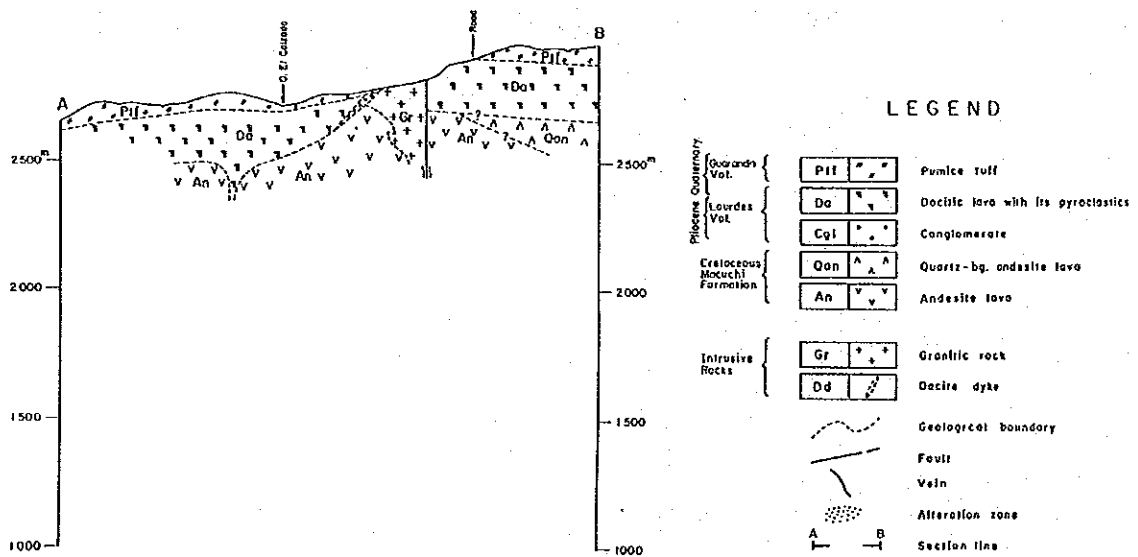 A
B
Q. El Calzado
Road
Plf
Plf
Da
Da
Gr
An
An
An
Qan
?
?
2500m
2500m
2000
2000
1500
1500
1000
1000
LEGEND
Pliocene Quaternary
Guaranda Vol.
Plf
Pumice tuff
Lourdes Vol.
Da
Dacitic lava with its pyroclastics
Cgl
Conglomerate
Cretaceous Macuchi Formation
Qan
Quartz-bg. andesite lava
An
Andesite lava
Intrusive Rocks
Gr
Granitic rock
Dd
Dacite dyke
Geological boundary
Fault
Vein
Alteration zone
A B
Section line